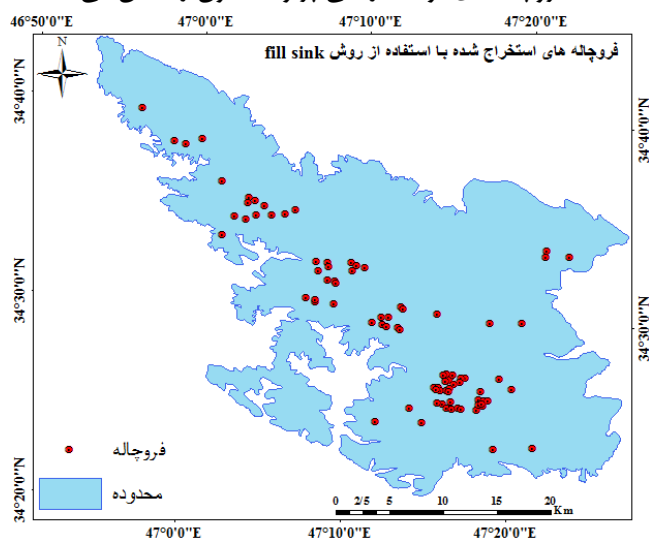 46°50'0"E 47°0'0"E 47°10'0"E 47°20'0"E
فروچاله های استخراج شده با استفاده از روش fill sink
N
34°40'0"N
34°40'0"N
34°30'0"N
34°30'0"N
34°20'0"N
34°20'0"N
فروچاله
محدوده
0 2/5 5 10 15 20
Km
47°0'0"E 47°10'0"E 47°20'0"E